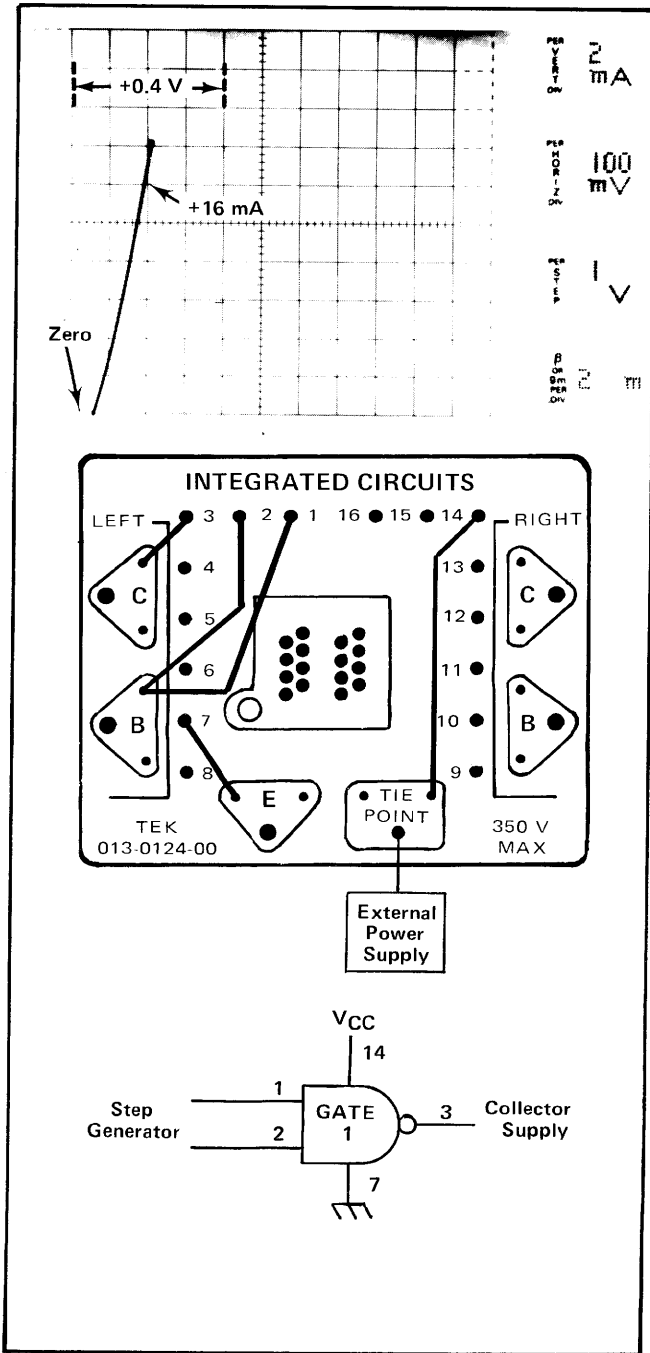 +0.4 V
+16 mA
Zero
PER VERT DIV
2 mA
PER HORIZ DIV
100 mV
PER STEP
1 V
β OR gm PER DIV
2 m
INTEGRATED CIRCUITS
LEFT 3 2 1 16 15 14 RIGHT
4 13
C C
5 12
6 11
B B
7 10
8 9
E
TIE POINT
TEK
013-0124-00
350 V
MAX
External
Power
Supply
VCC
14
1
Step
Generator
2
GATE
1
3
Collector
Supply
7